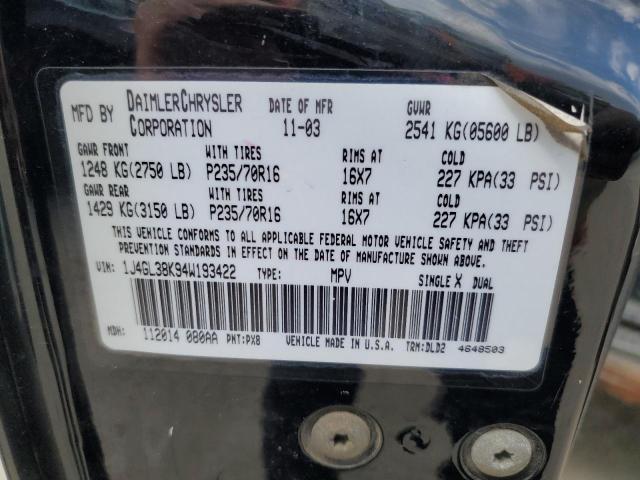 MFD BY DAIMLERCHRYSLER CORPORATION DATE OF MFR 11-03 GVWR 2541 KG(05600 LB)
GAWR FRONT WITH TIRES RIMS AT COLD
1248 KG(2750 LB) P235/70R16 16X7 227 KPA(33 PSI)
GAWR REAR WITH TIRES RIMS AT COLD
1429 KG(3150 LB) P235/70R16 16X7 227 KPA(33 PSI)
THIS VEHICLE CONFORMS TO ALL APPLICABLE FEDERAL MOTOR VEHICLE SAFETY AND THEFT
PREVENTION STANDARDS IN EFFECT ON THE DATE OF MANUFACTURE SHOWN ABOVE.
VIN: 1J4GL38K94W193422 TYPE: MPV SINGLE X DUAL
MDH: 112014 080AA PNT:PX8 VEHICLE MADE IN U.S.A. TRM:DLD2 4648503